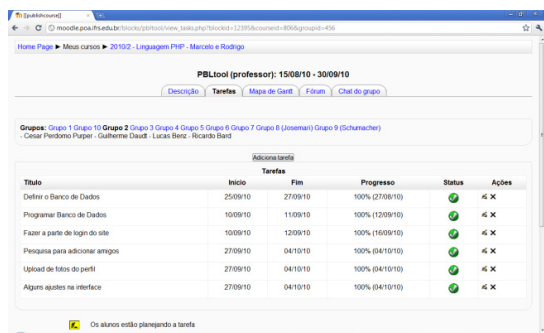 [[publishcourse]]
moodle.poa.ifrs.edu.br/blocks/pbltool/view_tasks.php?blockid=12395&courseid=806&groupid=456
Home Page ► Meus cursos ► 2010/2 - Linguagem PHP - Marcelo e Rodrigo
PBLtool (professor): 15/08/10 - 30/09/10
Descrição Tarefas Mapa de Gantt Fórum Chat do grupo
Grupos: Grupo 1 Grupo 10 Grupo 2 Grupo 3 Grupo 4 Grupo 5 Grupo 6 Grupo 7 Grupo 8 (Josemari) Grupo 9 (Schumacher)
- Cesar Perdomo Purper - Guilherme Daudt - Lucas Benz - Ricardo Bard
Adiciona tarefa
Tarefas
Título Início Fim Progresso Status Ações
Definir o Banco de Dados 25/09/10 27/09/10 100% (27/08/10)
Programar Banco de Dados 10/09/10 11/09/10 100% (12/09/10)
Fazer a parte de login do site 10/09/10 12/09/10 100% (16/09/10)
Pesquisa para adicionar amigos 27/09/10 04/10/10 100% (04/10/10)
Upload de fotos do perfil 27/09/10 04/10/10 100% (04/10/10)
Alguns ajustes na interface 27/09/10 04/10/10 100% (04/10/10)
Os alunos estão planejando a tarefa